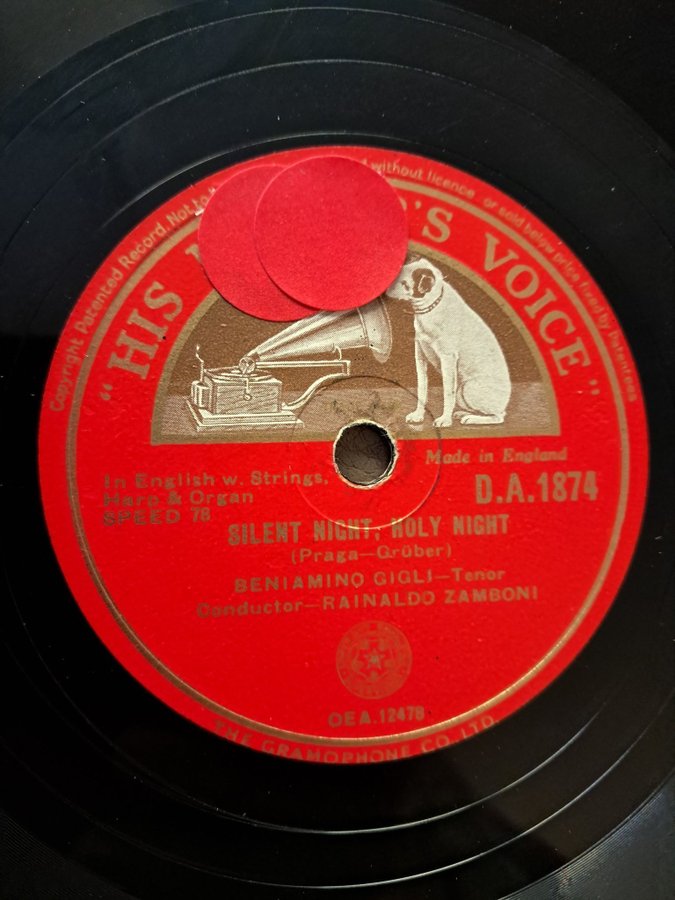 Copyright Patented Record. Not to
without licence or sold below price fixed by Patentees
"HIS 'S VOICE"
Made in England
In English w. Strings,
Harp & Organ
SPEED 78
D.A.1874
SILENT NIGHT, HOLY NIGHT
(Praga—Grüber)
BENIAMINO GIGLI—Tenor
Conductor—RAINALDO ZAMBONI
OEA.12478
THE GRAMOPHONE CO. LTD.